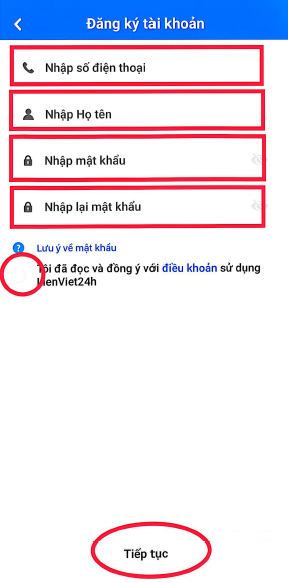 Đăng ký tài khoản
Nhập số điện thoại
Nhập Họ tên
Nhập mật khẩu
Nhập lại mật khẩu
? Lưu ý về mật khẩu
Tôi đã đọc và đồng ý với điều khoản sử dụng
LienViet24h
Tiếp tục